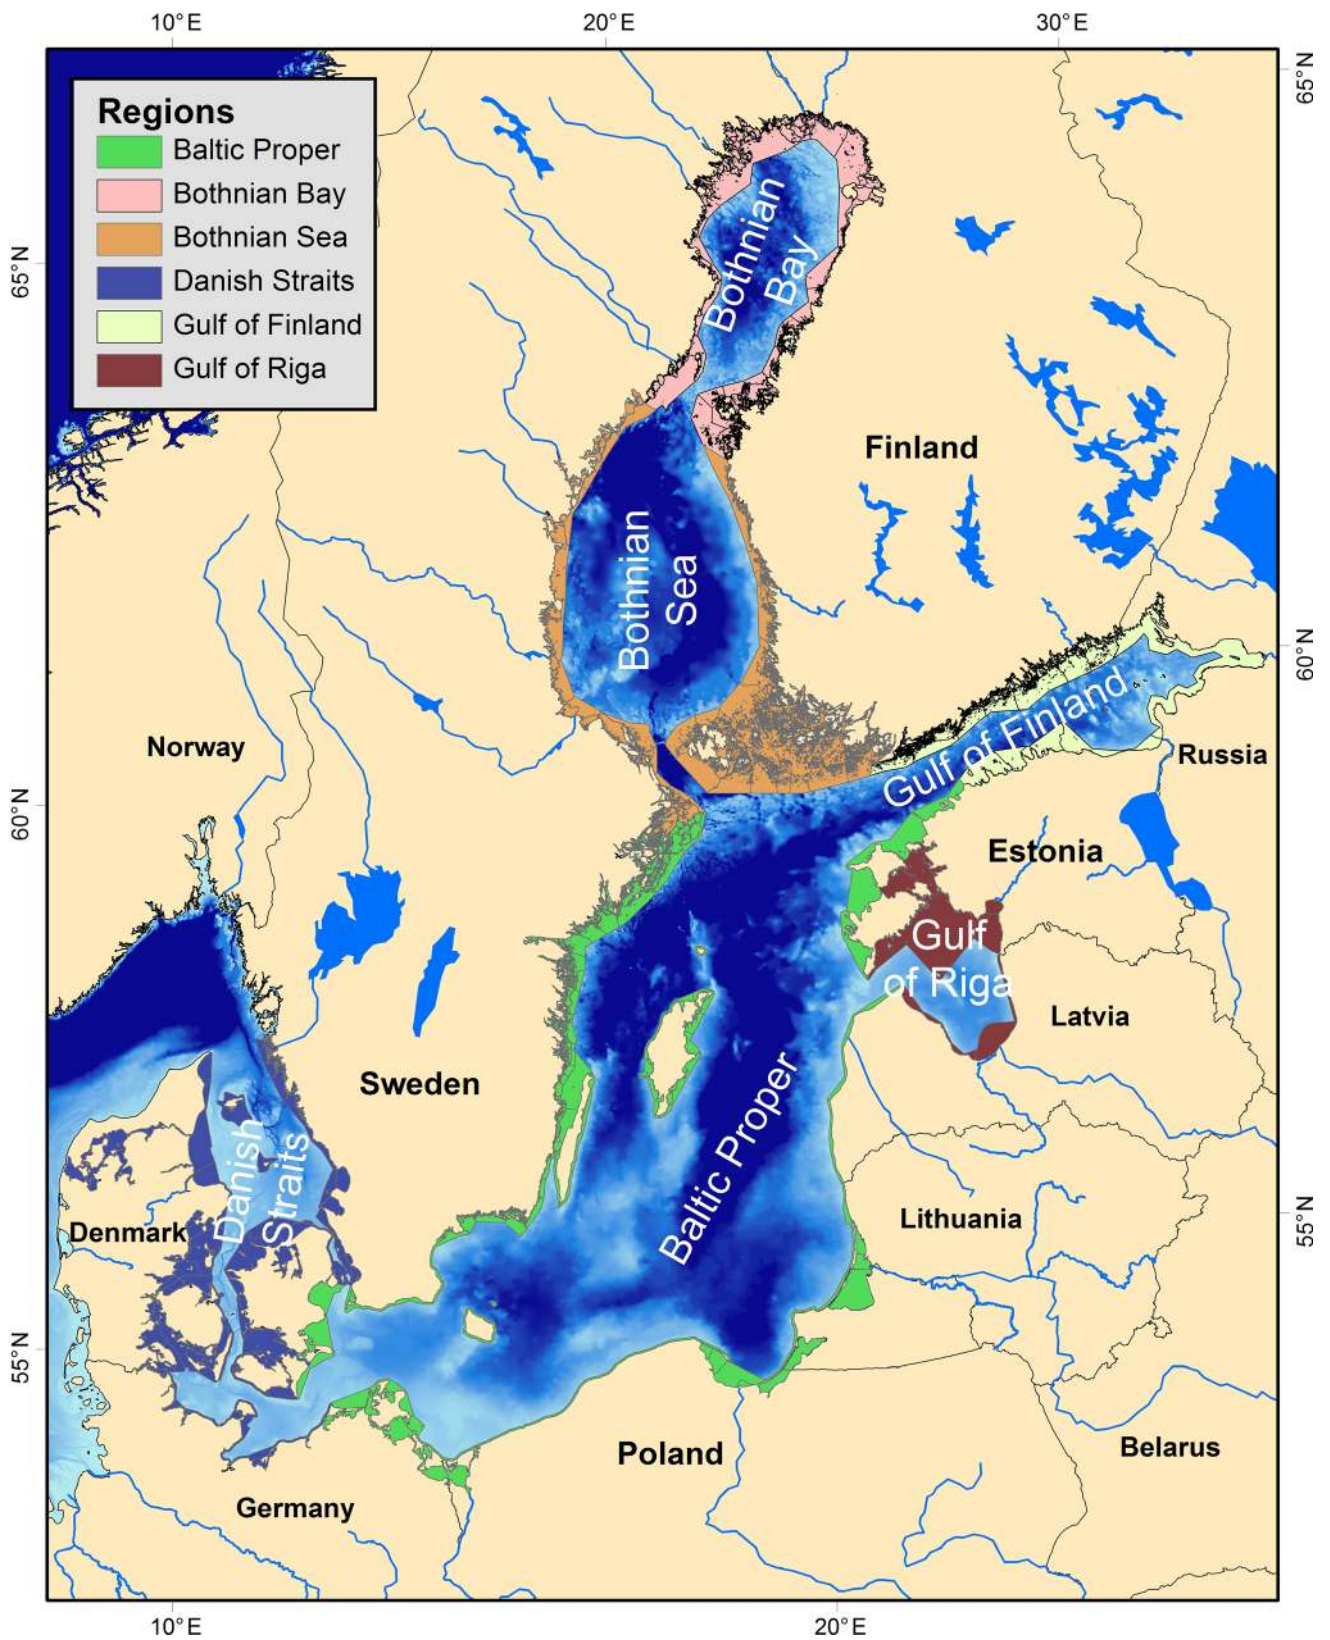 10°E
20°E
30°E
65°N
Regions
Baltic Proper
Bothnian Bay
Bothnian Sea
Danish Straits
Gulf of Finland
Gulf of Riga
65°N
Bothnian
Bay
Finland
Bothnian
Sea
60°N
Gulf of Finland
Norway
Russia
60°N
Estonia
Gulf
of Riga
Latvia
Sweden
Baltic Proper
Danish
Straits
Denmark
Lithuania
55°N
55°N
Poland
Belarus
Germany
10°E
20°E